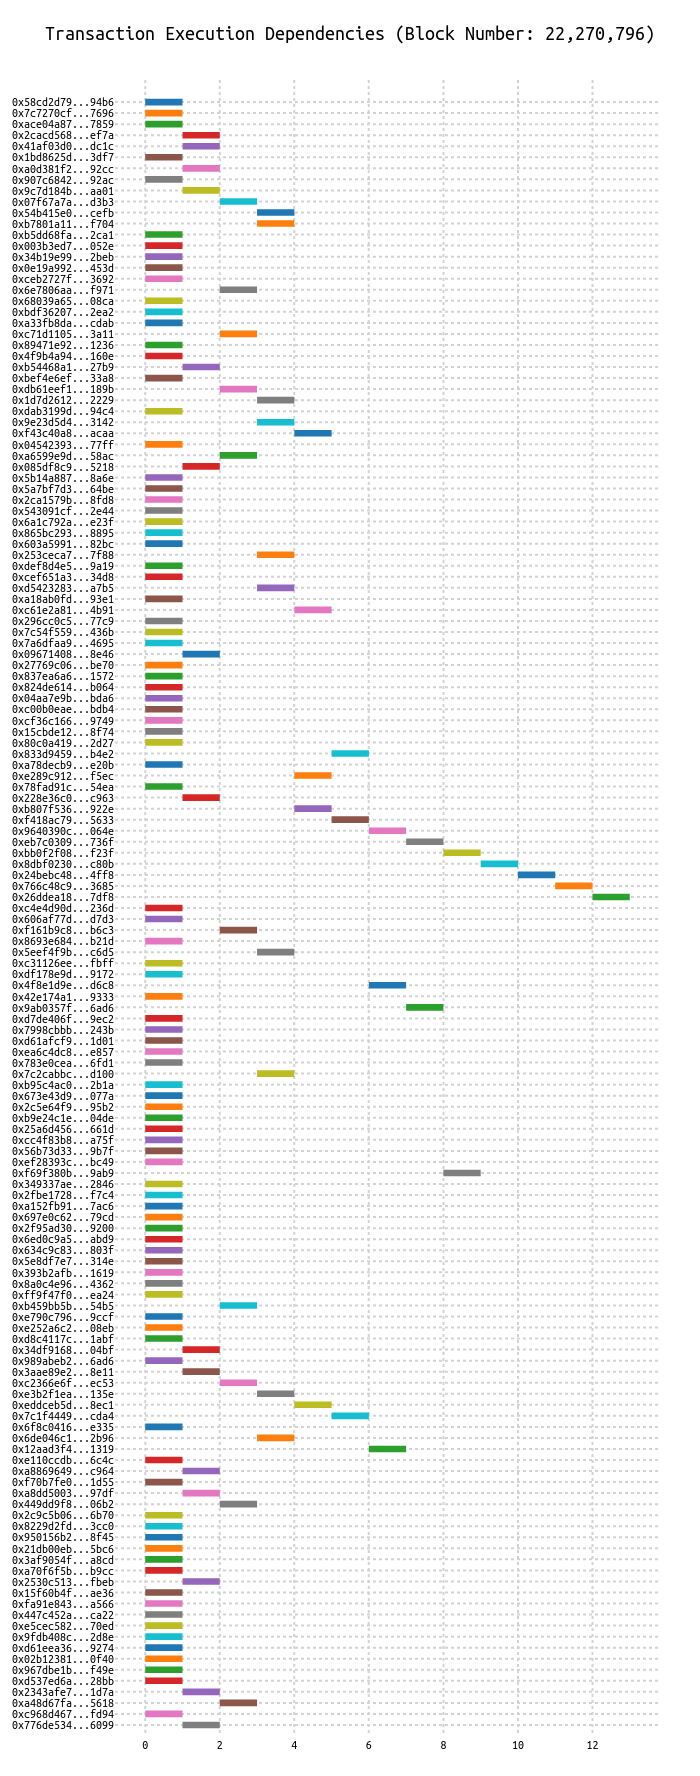 Transaction Execution Dependencies (Block Number: 22,270,796)
0x58cd2d79...94b6
0x7c7270cf...7696
0xace04a87...7859
0x2cacd568...ef7a
0x41af03d0...dc1c
0x1bd8625d...3df7
0xa0d381f2...92cc
0x907c6842...92ac
0x9c7d184b...aa01
0x07f67a7a...d3b3
0x54b415e0...cefb
0xb7801a11...f704
0xb5dd68fa...2ca1
0x003b3ed7...052e
0x34b19e99...2beb
0x0e19a992...453d
0xceb2727f...3692
0x6e7806aa...f971
0x68039a65...08ca
0xbdf36207...2ea2
0xa33fb8da...cdab
0xc71d1105...3a11
0x89471e92...1236
0x4f9b4a94...160e
0xb54468a1...27b9
0xbef4e6ef...33a8
0xdb61eef1...189b
0x1d7d2612...2229
0xdab3199d...94c4
0x9e23d5d4...3142
0xf43c40a8...acaa
0x04542393...77ff
0xa6599e9d...58ac
0x085df8c9...5218
0x5b14a887...8a6e
0x5a7bf7d3...64be
0x2ca1579b...8fd8
0x543091cf...2e44
0x6a1c792a...e23f
0x865bc293...8895
0x603a5991...82bc
0x253ceca7...7f88
0xdef8d4e5...9a19
0xcef651a3...34d8
0xd5423283...a7b5
0xa18ab0fd...93e1
0xc61e2a81...4b91
0x296cc0c5...77c9
0x7c54f559...436b
0x7a6dfaa9...4695
0x09671408...8e46
0x27769c06...be70
0x837ea6a6...1572
0x824de614...b064
0x04aa7e9b...bda6
0xc00b0eae...bdb4
0xcf36c166...9749
0x15cbde12...8f74
0x80c0a419...2d27
0x833d9459...b4e2
0xa78decb9...e20b
0xe289c912...f5ec
0x78fad91c...54ea
0x228e36c0...c963
0xb807f536...922e
0xf418ac79...5633
0x9640390c...064e
0xeb7c0309...736f
0xbb0f2f08...f23f
0x8dbf0230...c80b
0x24bebc48...4ff8
0x766c48c9...3685
0x26ddea18...7df8
0xc4e4d90d...236d
0x606af77d...d7d3
0xf161b9c8...b6c3
0x8693e684...b21d
0x5eef4f9b...c6d5
0xc31126ee...fbff
0xdf178e9d...9172
0x4f8e1d9e...d6c8
0x42e174a1...9333
0x9ab0357f...6ad6
0xd7de406f...9ec2
0x7998cbbb...243b
0xd61afcf9...1d01
0xea6c4dc8...e857
0x783e0cea...6fd1
0x7c2cabbc...d100
0xb95c4ac0...2b1a
0x673e43d9...077a
0x2c5e64f9...95b2
0xb9e24c1e...04de
0x25a6d456...661d
0xcc4f83b8...a75f
0x56b73d33...9b7f
0xef28393c...bc49
0xf69f380b...9ab9
0x349337ae...2846
0x2fbe1728...f7c4
0xa152fb91...7ac6
0x697e0c62...79cd
0x2f95ad30...9200
0x6ed0c9a5...abd9
0x634c9c83...803f
0x5e8df7e7...314e
0x393b2afb...1619
0x8a0c4e96...4362
0xff9f47f0...ea24
0xb459bb5b...54b5
0xe790c796...9ccf
0xe252a6c2...08eb
0xd8c4117c...1abf
0x34df9168...04bf
0x989abeb2...6ad6
0x3aae89e2...8e11
0xc2366e6f...ec53
0xe3b2f1ea...135e
0xeddceb5d...8ec1
0x7c1f4449...cda4
0x6f8c0416...e335
0x6de046c1...2b96
0x12aad3f4...1319
0xe110ccdb...6c4c
0xa8869649...c964
0xf70b7fe0...1d55
0xa8dd5003...97df
0x449dd9f8...06b2
0x2c9c5b06...6b70
0x8229d2fd...3cc0
0x950156b2...8f45
0x21db00eb...5bc6
0x3af9054f...a8cd
0xa70f6f5b...b9cc
0x2530c513...fbeb
0x15f60b4f...ae36
0xfa91e843...a566
0x447c452a...ca22
0xe5cec582...70ed
0x9fdb408c...2d8e
0xd61eea36...9274
0x02b12381...0f40
0x967dbe1b...f49e
0xd537ed6a...28bb
0x2343afe7...1d7a
0xa48d67fa...5618
0xc968d467...fd94
0x776de534...6099
0 2 4 6 8 10 12